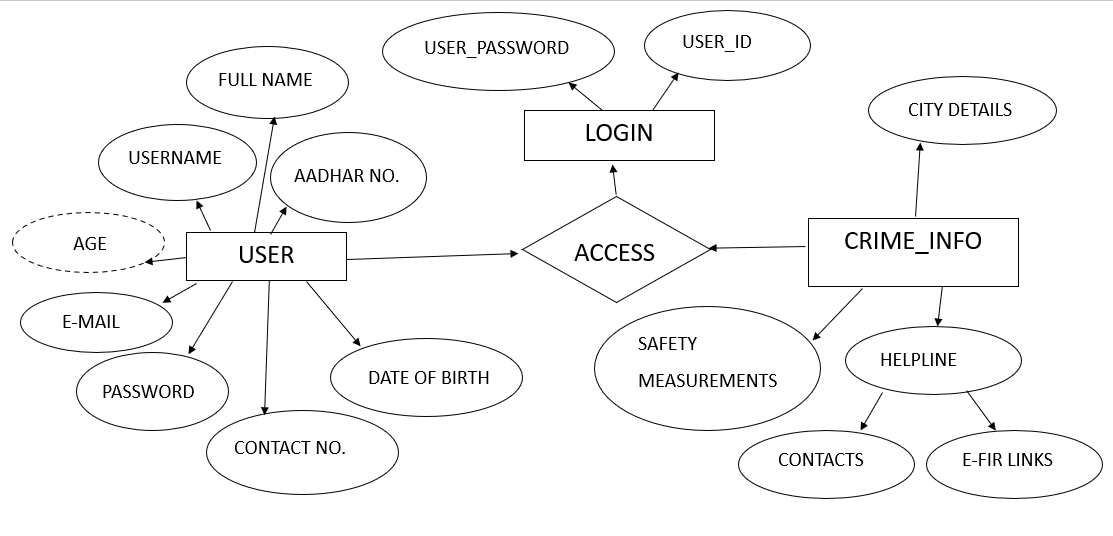 USER_PASSWORD
USER_ID
FULL NAME
CITY DETAILS
LOGIN
USERNAME
AADHAR NO.
AGE
USER
ACCESS
CRIME_INFO
E-MAIL
SAFETY
MEASUREMENTS
HELPLINE
PASSWORD
DATE OF BIRTH
CONTACT NO.
CONTACTS
E-FIR LINKS